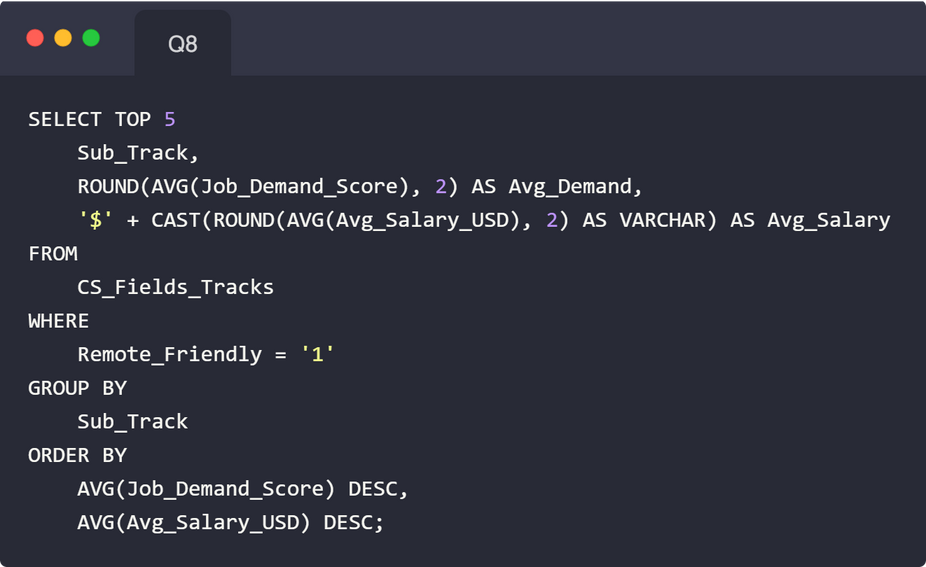 Q8
SELECT TOP 5
    Sub_Track,
    ROUND(AVG(Job_Demand_Score), 2) AS Avg_Demand,
    '$' + CAST(ROUND(AVG(Avg_Salary_USD), 2) AS VARCHAR) AS Avg_Salary
FROM
    CS_Fields_Tracks
WHERE
    Remote_Friendly = '1'
GROUP BY
    Sub_Track
ORDER BY
    AVG(Job_Demand_Score) DESC,
    AVG(Avg_Salary_USD) DESC;